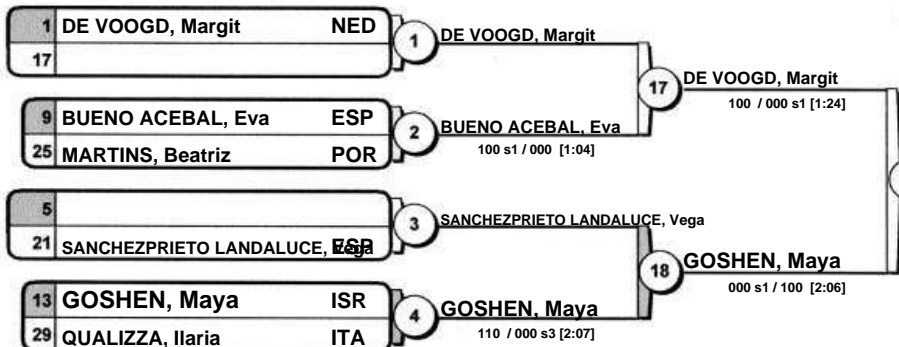 1 DE VOOGD, Margit NED
17
1
DE VOOGD, Margit
9 BUENO ACEBAL, Eva ESP
25 MARTINS, Beatriz POR
2
BUENO ACEBAL, Eva
100 s1 / 000 [1:04]
17
DE VOOGD, Margit
100 / 000 s1 [1:24]
5
21 SANCHEZPRIETO LANDALUCE, Vega ESP
3
SANCHEZPRIETO LANDALUCE, Vega
13 GOSHEN, Maya ISR
29 QUALIZZA, Ilaria ITA
4
GOSHEN, Maya
110 / 000 s3 [2:07]
18
GOSHEN, Maya
000 s1 / 100 [2:06]